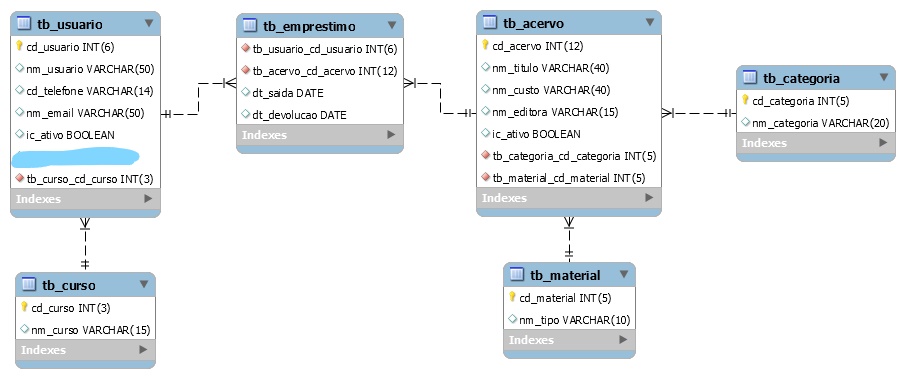 tb_usuario
cd_usuario INT(6)
nm_usuario VARCHAR(50)
cd_telefone VARCHAR(14)
nm_email VARCHAR(50)
ic_ativo BOOLEAN
tb_curso_cd_curso INT(3)
Indexes
tb_emprestimo
tb_usuario_cd_usuario INT(6)
tb_acervo_cd_acervo INT(12)
dt_saida DATE
dt_devolucao DATE
Indexes
tb_acervo
cd_acervo INT(12)
nm_titulo VARCHAR(40)
nm_custo VARCHAR(40)
nm_editora VARCHAR(15)
ic_ativo BOOLEAN
tb_categoria_cd_categoria INT(5)
tb_material_cd_material INT(5)
Indexes
tb_categoria
cd_categoria INT(5)
nm_categoria VARCHAR(20)
Indexes
tb_curso
cd_curso INT(3)
nm_curso VARCHAR(15)
Indexes
tb_material
cd_material INT(5)
nm_tipo VARCHAR(10)
Indexes